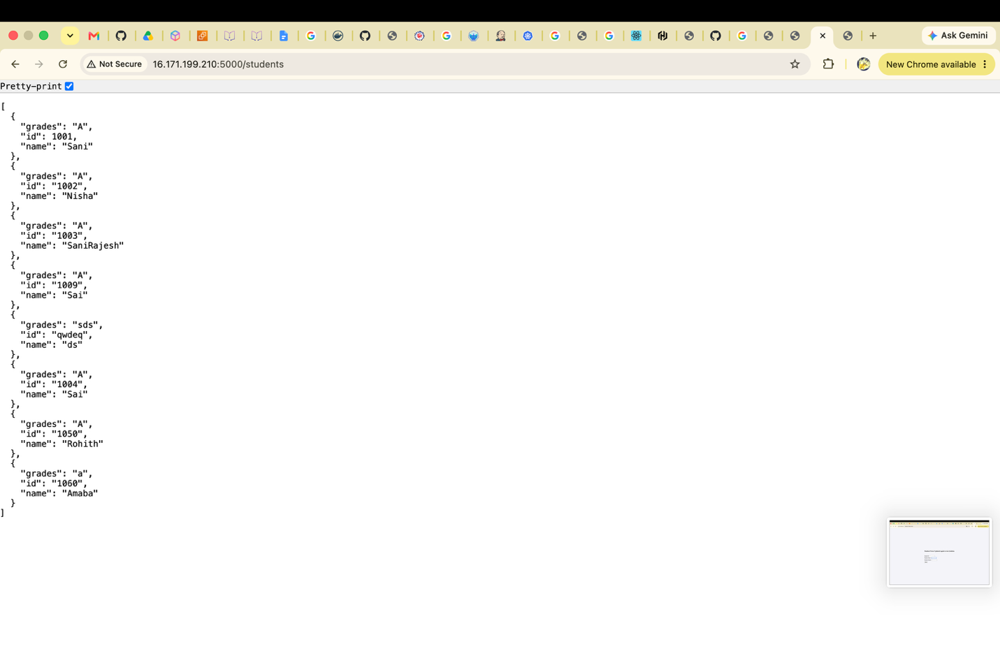 Ask Gemini
Not Secure 16.171.199.210:5000/students
New Chrome available
Pretty-print
[
  {
    "grades": "A",
    "id": 1001,
    "name": "Sani"
  },
  {
    "grades": "A",
    "id": "1002",
    "name": "Nisha"
  },
  {
    "grades": "A",
    "id": "1003",
    "name": "SaniRajesh"
  },
  {
    "grades": "A",
    "id": "1009",
    "name": "Sai"
  },
  {
    "grades": "sds",
    "id": "qwdeq",
    "name": "ds"
  },
  {
    "grades": "A",
    "id": "1004",
    "name": "Sai"
  },
  {
    "grades": "A",
    "id": "1050",
    "name": "Rohith"
  },
  {
    "grades": "a",
    "id": "1060",
    "name": "Amaba"
  }
]